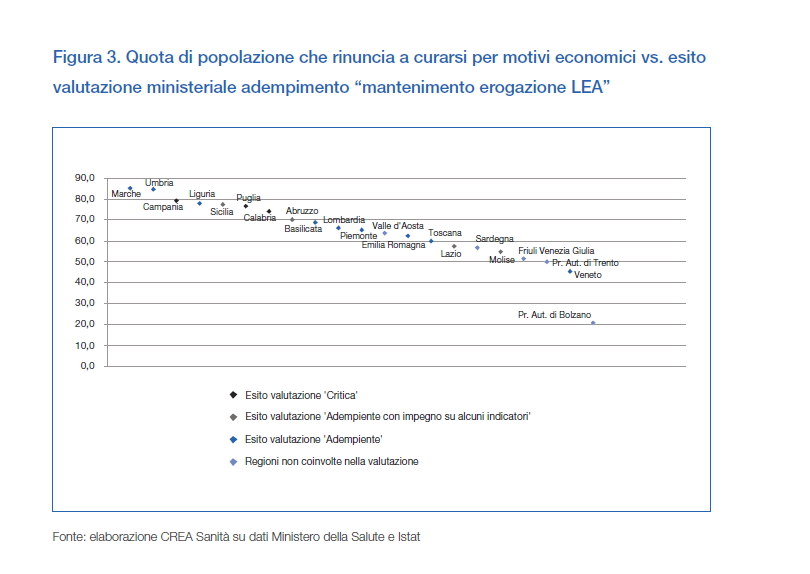 Figura 3. Quota di popolazione che rinuncia a curarsi per motivi economici vs. esito
valutazione ministeriale adempimento “mantenimento erogazione LEA”
90,0
80,0
70,0
60,0
50,0
40,0
30,0
20,0
10,0
0,0
Marche
Umbria
Campania
Liguria
Sicilia
Puglia
Calabria
Abruzzo
Basilicata
Lombardia
Piemonte
Valle d'Aosta
Emilia Romagna
Toscana
Lazio
Sardegna
Molise
Friuli Venezia Giulia
Pr. Aut. di Trento
Veneto
Pr. Aut. di Bolzano
Esito valutazione 'Critica'
Esito valutazione 'Adempiente con impegno su alcuni indicatori'
Esito valutazione 'Adempiente'
Regioni non coinvolte nella valutazione
Fonte: elaborazione CREA Sanità su dati Ministero della Salute e Istat